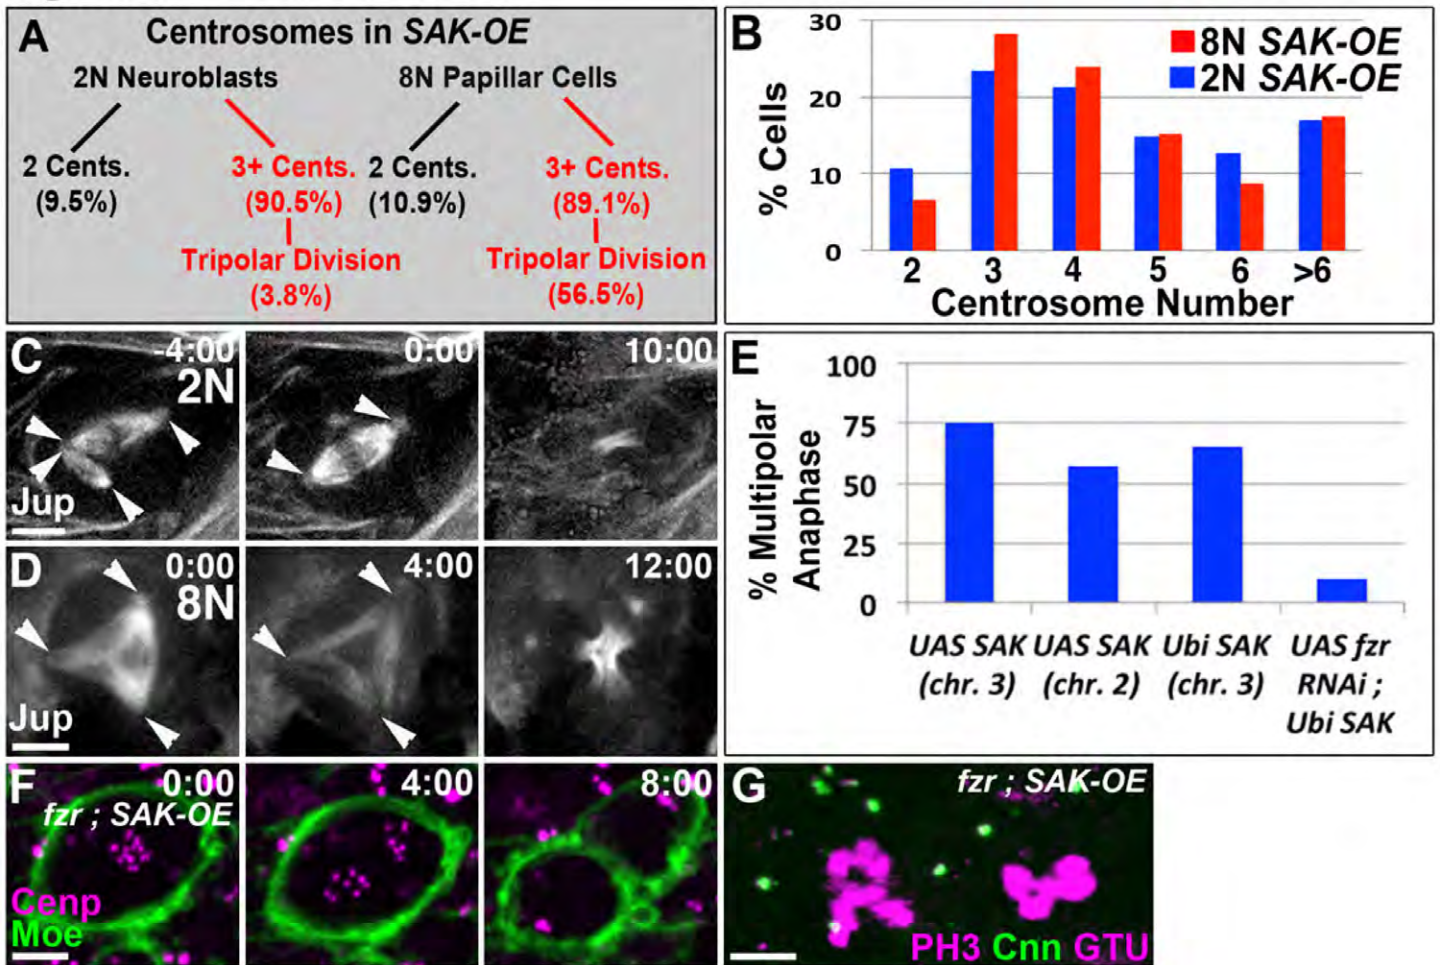 A
Centrosomes in SAK-OE
2N Neuroblasts
8N Papillar Cells
2 Cents.
(9.5%)
3+ Cents.
(90.5%)
2 Cents.
(10.9%)
3+ Cents.
(89.1%)
Tripolar Division
(3.8%)
Tripolar Division
(56.5%)
B
% Cells
30
20
10
0
8N SAK-OE
2N SAK-OE
2 3 4 5 6 >6
Centrosome Number
C
-4:00
2N
Jup
0:00
10:00
D
0:00
8N
Jup
4:00
12:00
E
% Multipolar
Anaphase
100
75
50
25
0
UAS SAK
(chr. 3)
UAS SAK
(chr. 2)
Ubi SAK
(chr. 3)
UAS fzr
RNAi ;
Ubi SAK
F
0:00
fzr ; SAK-OE
Cenp
Moe
4:00
8:00
G
fzr ; SAK-OE
PH3 Cnn GTU